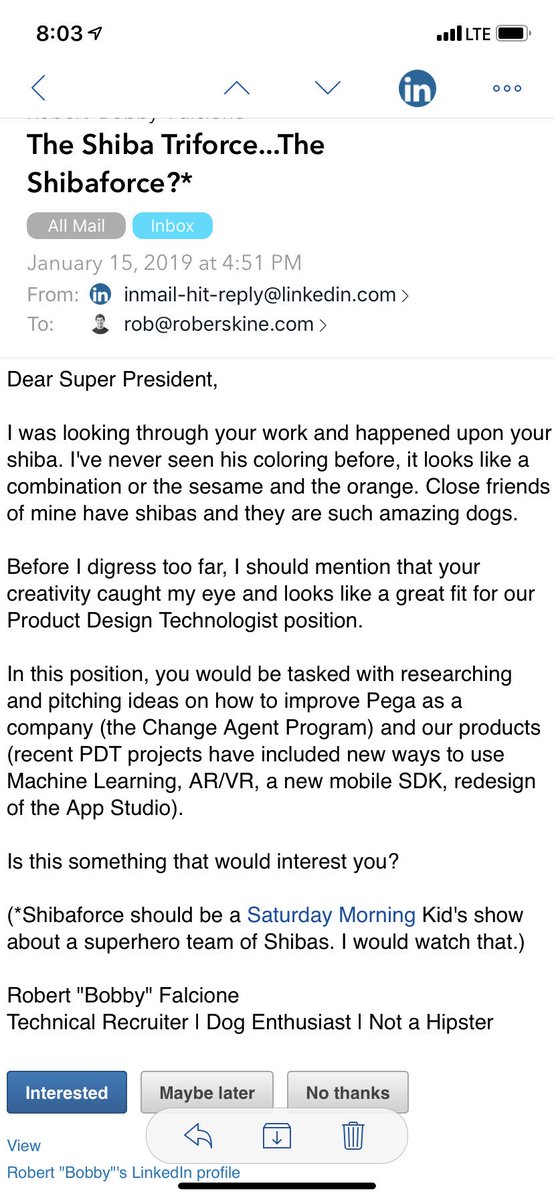 8:03
LTE
in
Robert "Bobby" Falcione
The Shiba Triforce...The
Shibaforce?*
All Mail Inbox
January 15, 2019 at 4:51 PM
From: in inmail-hit-reply@linkedin.com >
To: rob@roberskine.com >
Dear Super President,
I was looking through your work and happened upon your
shiba. I've never seen his coloring before, it looks like a
combination or the sesame and the orange. Close friends
of mine have shibas and they are such amazing dogs.
Before I digress too far, I should mention that your
creativity caught my eye and looks like a great fit for our
Product Design Technologist position.
In this position, you would be tasked with researching
and pitching ideas on how to improve Pega as a
company (the Change Agent Program) and our products
(recent PDT projects have included new ways to use
Machine Learning, AR/VR, a new mobile SDK, redesign
of the App Studio).
Is this something that would interest you?
(*Shibaforce should be a Saturday Morning Kid's show
about a superhero team of Shibas. I would watch that.)
Robert "Bobby" Falcione
Technical Recruiter | Dog Enthusiast | Not a Hipster
Interested Maybe later No thanks
View
Robert "Bobby"'s LinkedIn profile